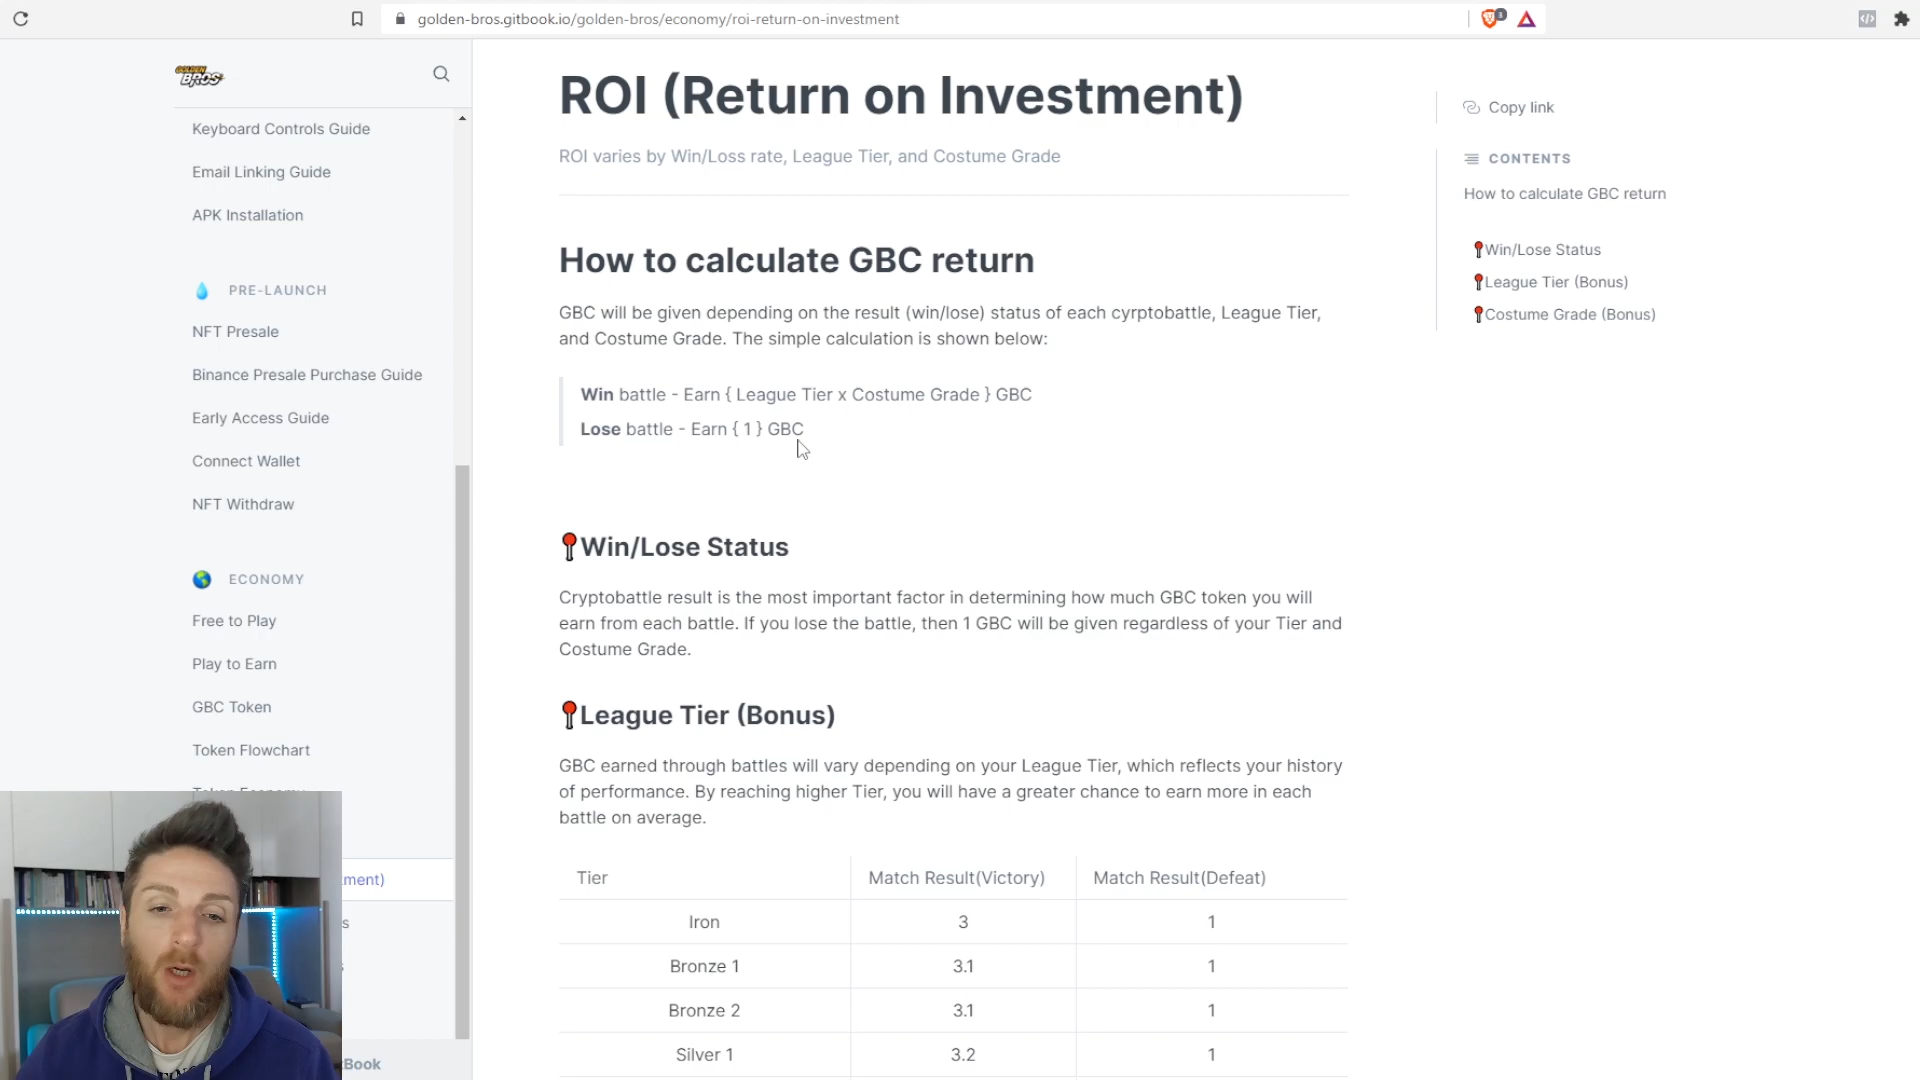 golden-bros.gitbook.io/golden-bros/economy/roi-return-on-investment
GOLDEN
BROS
Keyboard Controls Guide
Email Linking Guide
APK Installation
PRE-LAUNCH
NFT Presale
Binance Presale Purchase Guide
Early Access Guide
Connect Wallet
NFT Withdraw
ECONOMY
Free to Play
Play to Earn
GBC Token
Token Flowchart
Token Economy
ment)
s
s
Book
ROI (Return on Investment)
ROI varies by Win/Loss rate, League Tier, and Costume Grade
How to calculate GBC return
GBC will be given depending on the result (win/lose) status of each cyrptobattle, League Tier,
and Costume Grade. The simple calculation is shown below:
Win battle - Earn { League Tier x Costume Grade } GBC
Lose battle - Earn { 1 } GBC
Win/Lose Status
Cryptobattle result is the most important factor in determining how much GBC token you will
earn from each battle. If you lose the battle, then 1 GBC will be given regardless of your Tier and
Costume Grade.
League Tier (Bonus)
GBC earned through battles will vary depending on your League Tier, which reflects your history
of performance. By reaching higher Tier, you will have a greater chance to earn more in each
battle on average.
Tier Match Result(Victory) Match Result(Defeat)
Iron 3 1
Bronze 1 3.1 1
Bronze 2 3.1 1
Silver 1 3.2 1
Copy link
CONTENTS
How to calculate GBC return
Win/Lose Status
League Tier (Bonus)
Costume Grade (Bonus)